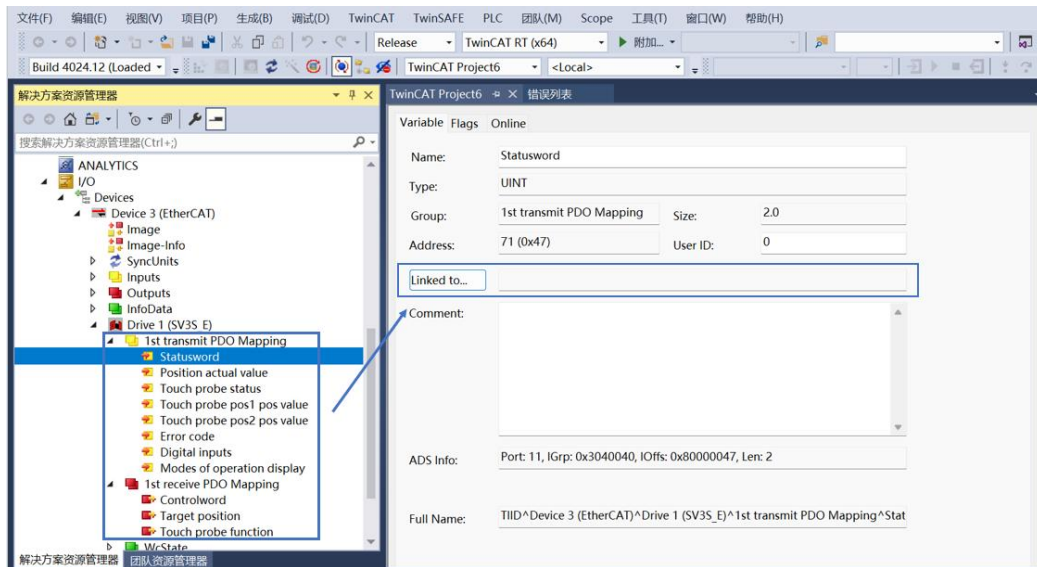 文件(F) 编辑(E) 视图(V) 项目(P) 生成(B) 调试(D) TwinCAT TwinSAFE PLC 团队(M) Scope 工具(T) 窗口(W) 帮助(H)
Release TwinCAT RT (x64) 附加...
Build 4024.12 (Loaded TwinCAT Project6 <Local>
解决方案资源管理器
搜索解决方案资源管理器(Ctrl+;)
ANALYTICS
I/O
Devices
Device 3 (EtherCAT)
Image
Image-Info
SyncUnits
Inputs
Outputs
InfoData
Drive 1 (SV3S_E)
1st transmit PDO Mapping
Statusword
Position actual value
Touch probe status
Touch probe pos1 pos value
Touch probe pos2 pos value
Error code
Digital inputs
Modes of operation display
1st receive PDO Mapping
Controlword
Target position
Touch probe function
WcState
解决方案资源管理器 团队资源管理器
TwinCAT Project6 错误列表
Variable Flags Online
Name: Statusword
Type: UINT
Group: 1st transmit PDO Mapping Size: 2.0
Address: 71 (0x47) User ID: 0
Linked to...
Comment:
ADS Info: Port: 11, IGrp: 0x3040040, IOffs: 0x80000047, Len: 2
Full Name: TIID^Device 3 (EtherCAT)^Drive 1 (SV3S_E)^1st transmit PDO Mapping^Stat